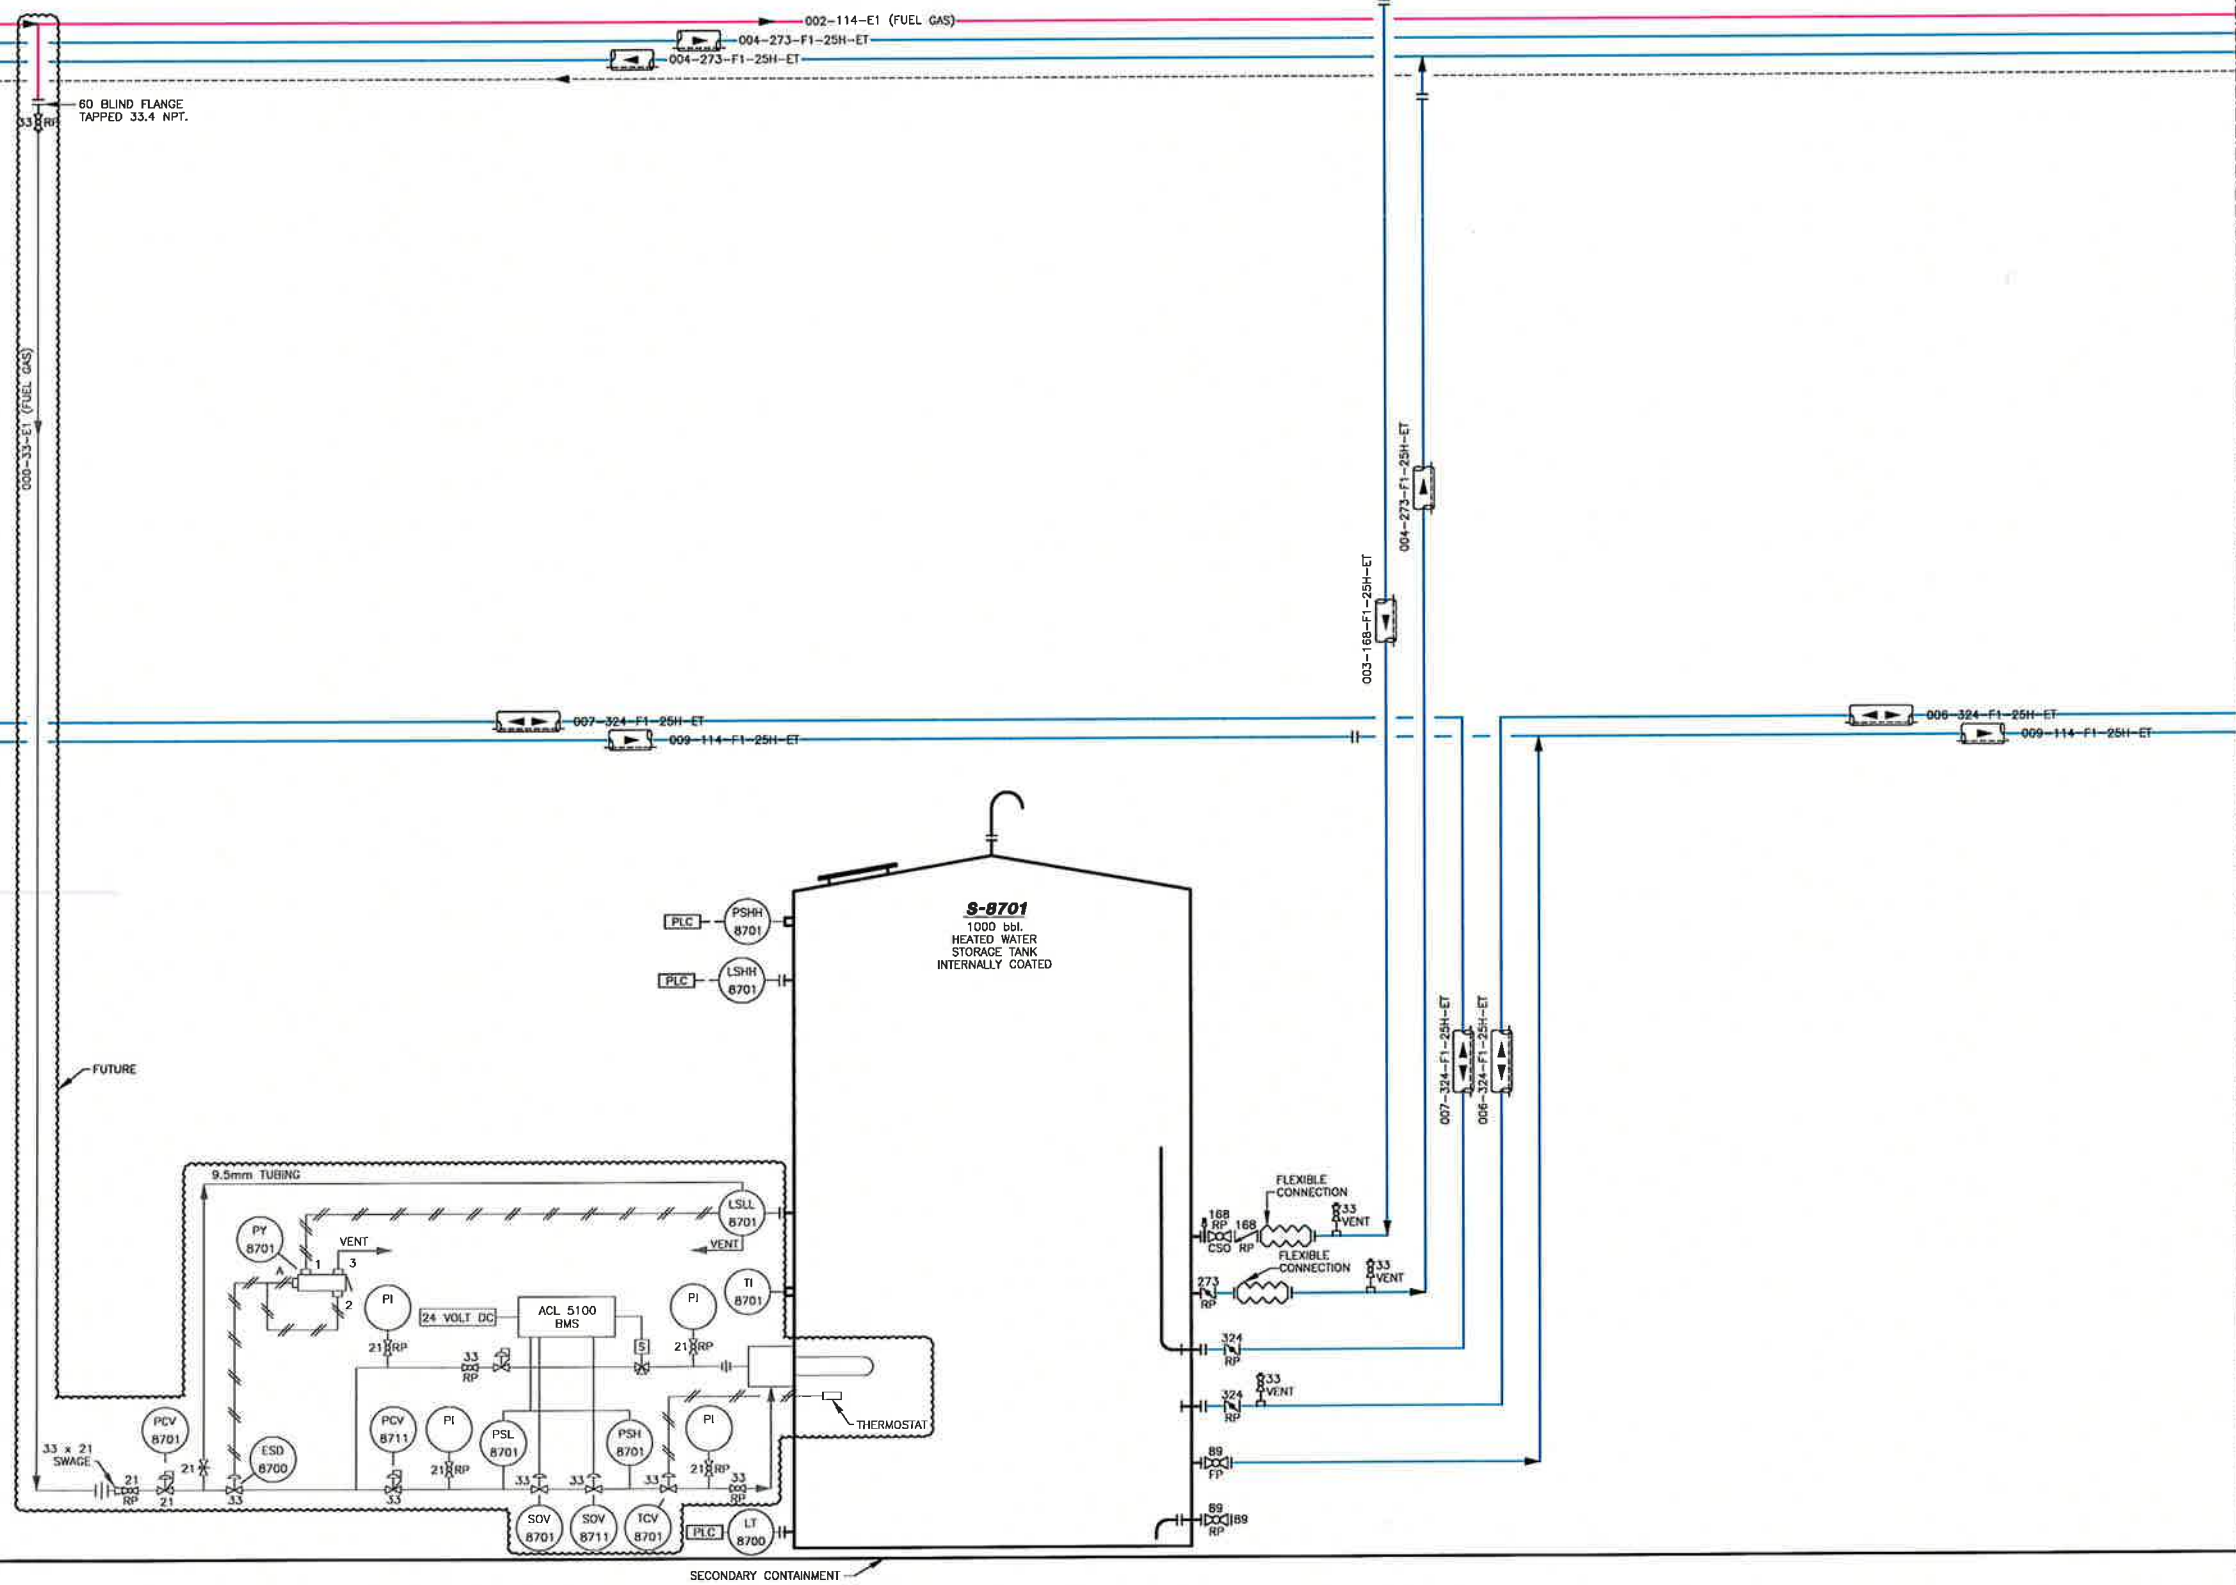 002-114-E1 (FUEL GAS)
004-273-F1-25H-ET
004-273-F1-25H-ET
60 BLIND FLANGE
TAPPED 33.4 NPT.
33 RP
000-33-E1 (FUEL GAS)
004-273-F1-25H-ET
003-168-F1-25H-ET
007-324-F1-25H-ET
009-114-F1-25H-ET
006-324-F1-25H-ET
009-114-F1-25H-ET
S-8701
1000 bbl.
HEATED WATER
STORAGE TANK
INTERNALLY COATED
PLC
PSHH
8701
PLC
LSHH
8701
007-324-F1-25H-ET
006-324-F1-25H-ET
FUTURE
9.5mm TUBING
LSLL
8701
VENT
PY
8701
VENT
A
1
3
2
TI
8701
PI
21 RP
24 VOLT DC
ACL 5100
BMS
S
PI
21 RP
33
RP
THERMOSTAT
PCV
8701
33 x 21
SWAGE
21
RP
21
21
ESD
8700
33
PCV
8711
33
PI
21 RP
PSL
8701
33
33
PSH
8701
33
PI
21 RP
33
RP
SOV
8701
SOV
8711
TCV
8701
PLC
LT
8700
FLEXIBLE
CONNECTION
168
RP
CSO
168
RP
33
VENT
FLEXIBLE
CONNECTION
273
RP
33
VENT
324
RP
324
RP
33
VENT
89
FP
89
RP
89
SECONDARY CONTAINMENT